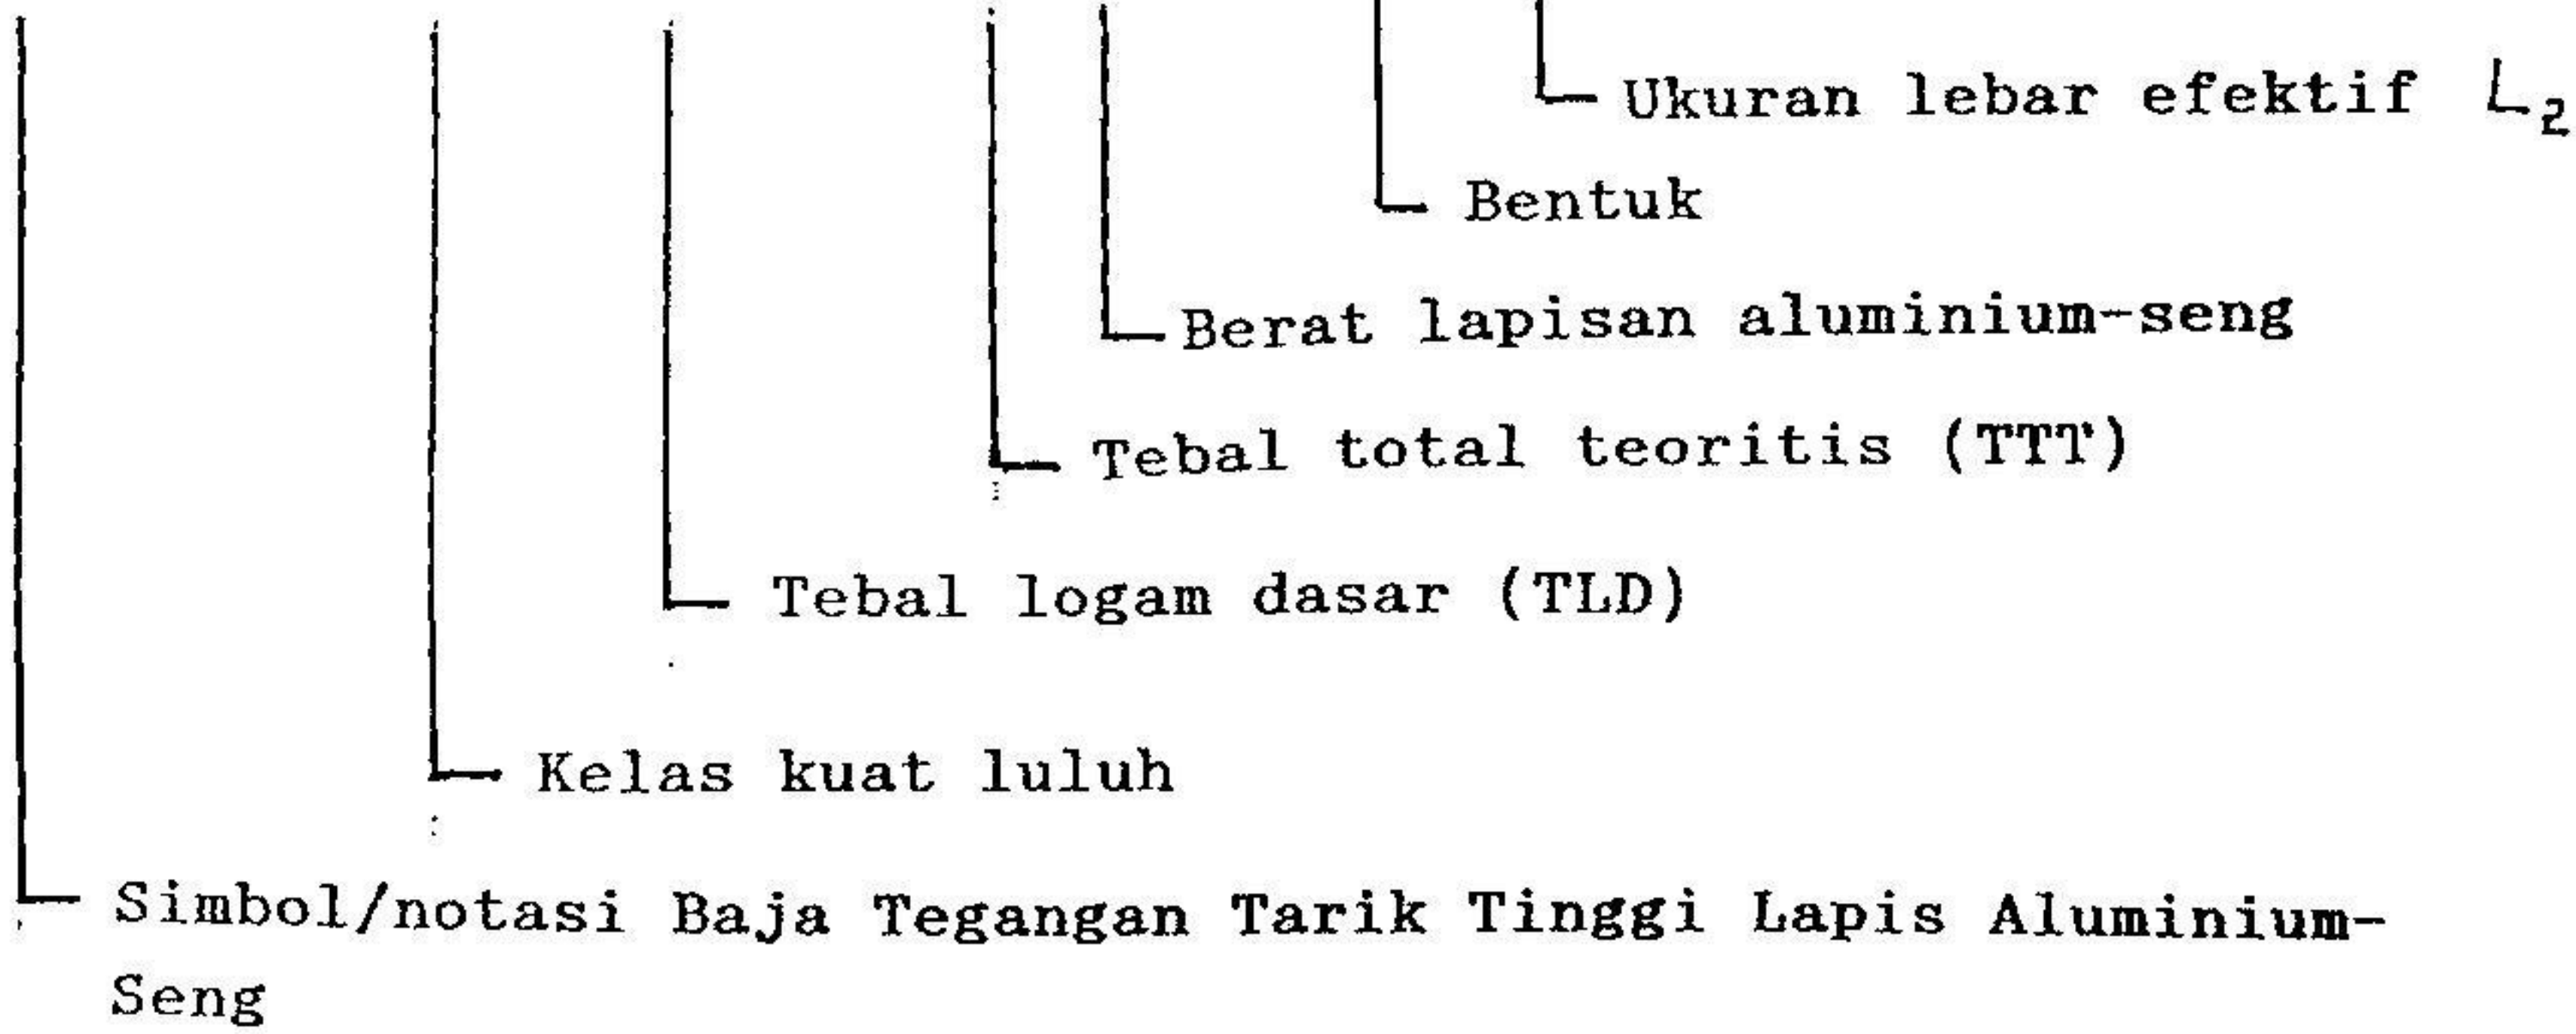 Ukuran lebar efektif L₂
Bentuk
Berat lapisan aluminium-seng
Tebal total teoritis (TTT)
Tebal logam dasar (TLD)
Kelas kuat luluh
Simbol/notasi Baja Tegangan Tarik Tinggi Lapis Aluminium-
Seng